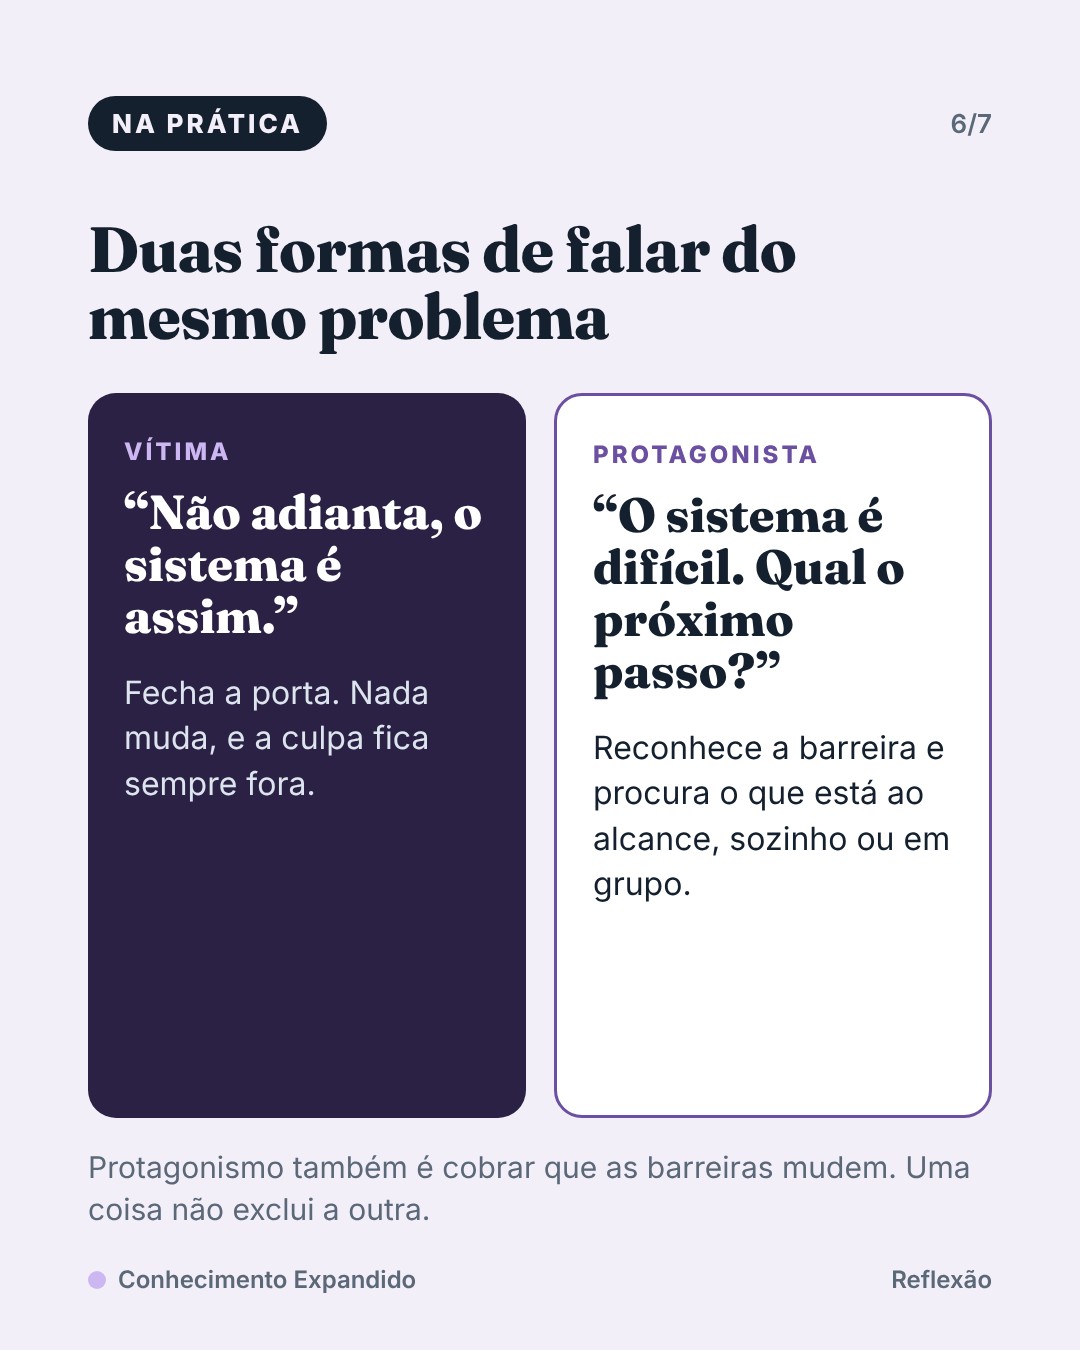 NA PRÁTICA
6/7
Duas formas de falar do
mesmo problema
VÍTIMA
“Não adianta, o
sistema é
assim.”
Fecha a porta. Nada
muda, e a culpa fica
sempre fora.
PROTAGONISTA
“O sistema é
difícil. Qual o
próximo
passo?”
Reconhece a barreira e
procura o que está ao
alcance, sozinho ou em
grupo.
Protagonismo também é cobrar que as barreiras mudem. Uma
coisa não exclui a outra.
Conhecimento Expandido
Reflexão